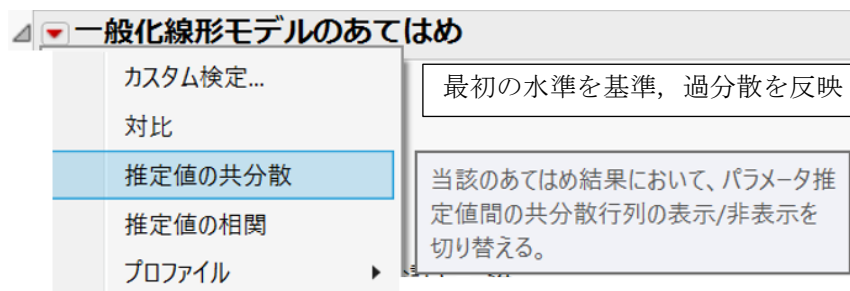 一般化線形モデルのあてはめ
カスタム検定...
最初の水準を基準，過分散を反映
対比
推定値の共分散
当該のあてはめ結果において、パラメータ推
定値間の共分散行列の表示/非表示を
切り替える。
推定値の相関
プロファイル